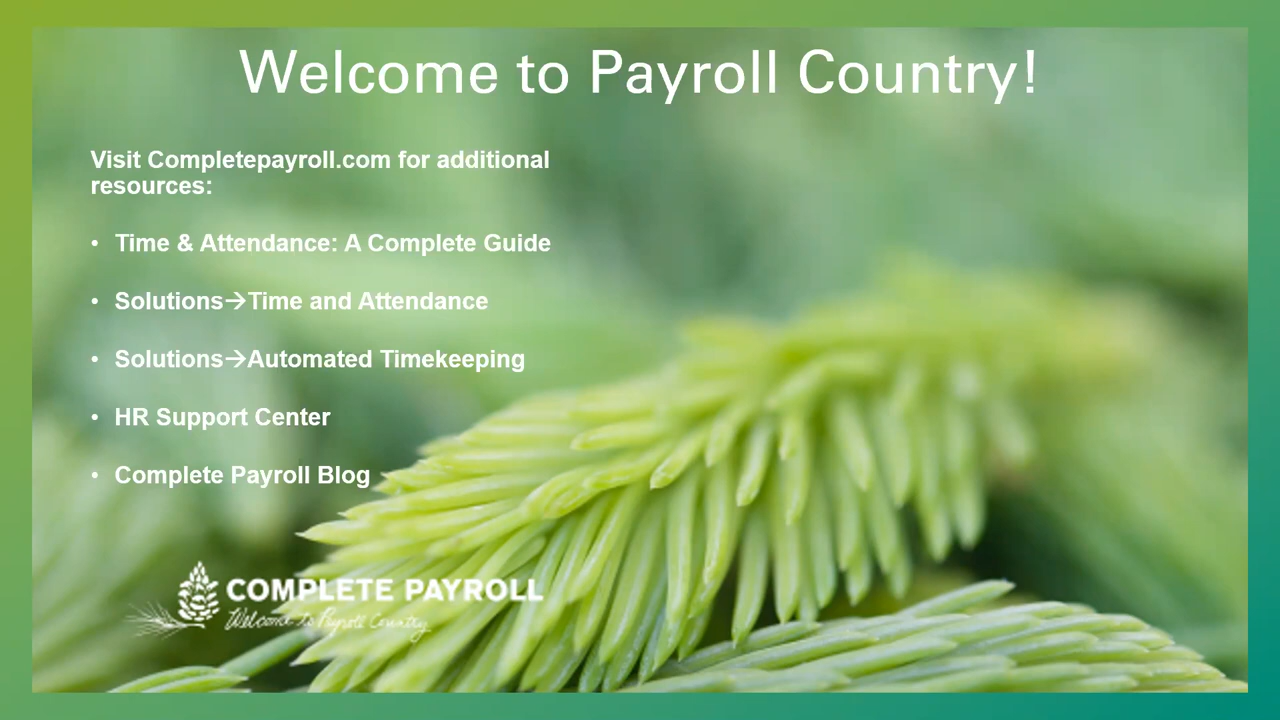 Welcome to Payroll Country!
Visit Completepayroll.com for additional
resources:
• Time & Attendance: A Complete Guide
• Solutions→Time and Attendance
• Solutions→Automated Timekeeping
• HR Support Center
• Complete Payroll Blog
COMPLETE PAYROLL
Welcome to Payroll Country